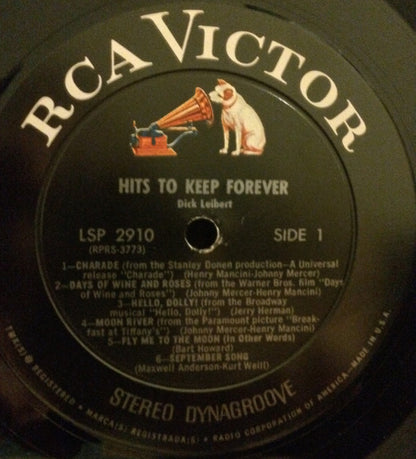 RCA VICTOR
HITS TO KEEP FOREVER
Dick Leibert
LSP 2910
(RPRS-3773)
SIDE 1
1—CHARADE (from the Stanley Donen production—A Universal
release "Charade") (Henry Mancini-Johnny Mercer)
2—DAYS OF WINE AND ROSES (from the Warner Bros. film "Days
of Wine and Roses") (Johnny Mercer-Henry Mancini)
3—HELLO, DOLLY! (from the Broadway
musical "Hello, Dolly!") (Jerry Herman)
4—MOON RIVER (from the Paramount picture "Break-
fast at Tiffany's") (Johnny Mercer-Henry Mancini)
5—FLY ME TO THE MOON (In Other Words)
(Bart Howard)
6—SEPTEMBER SONG
(Maxwell Anderson-Kurt Weill)
STEREO DYNAGROOVE
TMK(S) ® REGISTERED • MARCA(S) REGISTRADA(S) • RADIO CORPORATION OF AMERICA—MADE IN U.S.A.